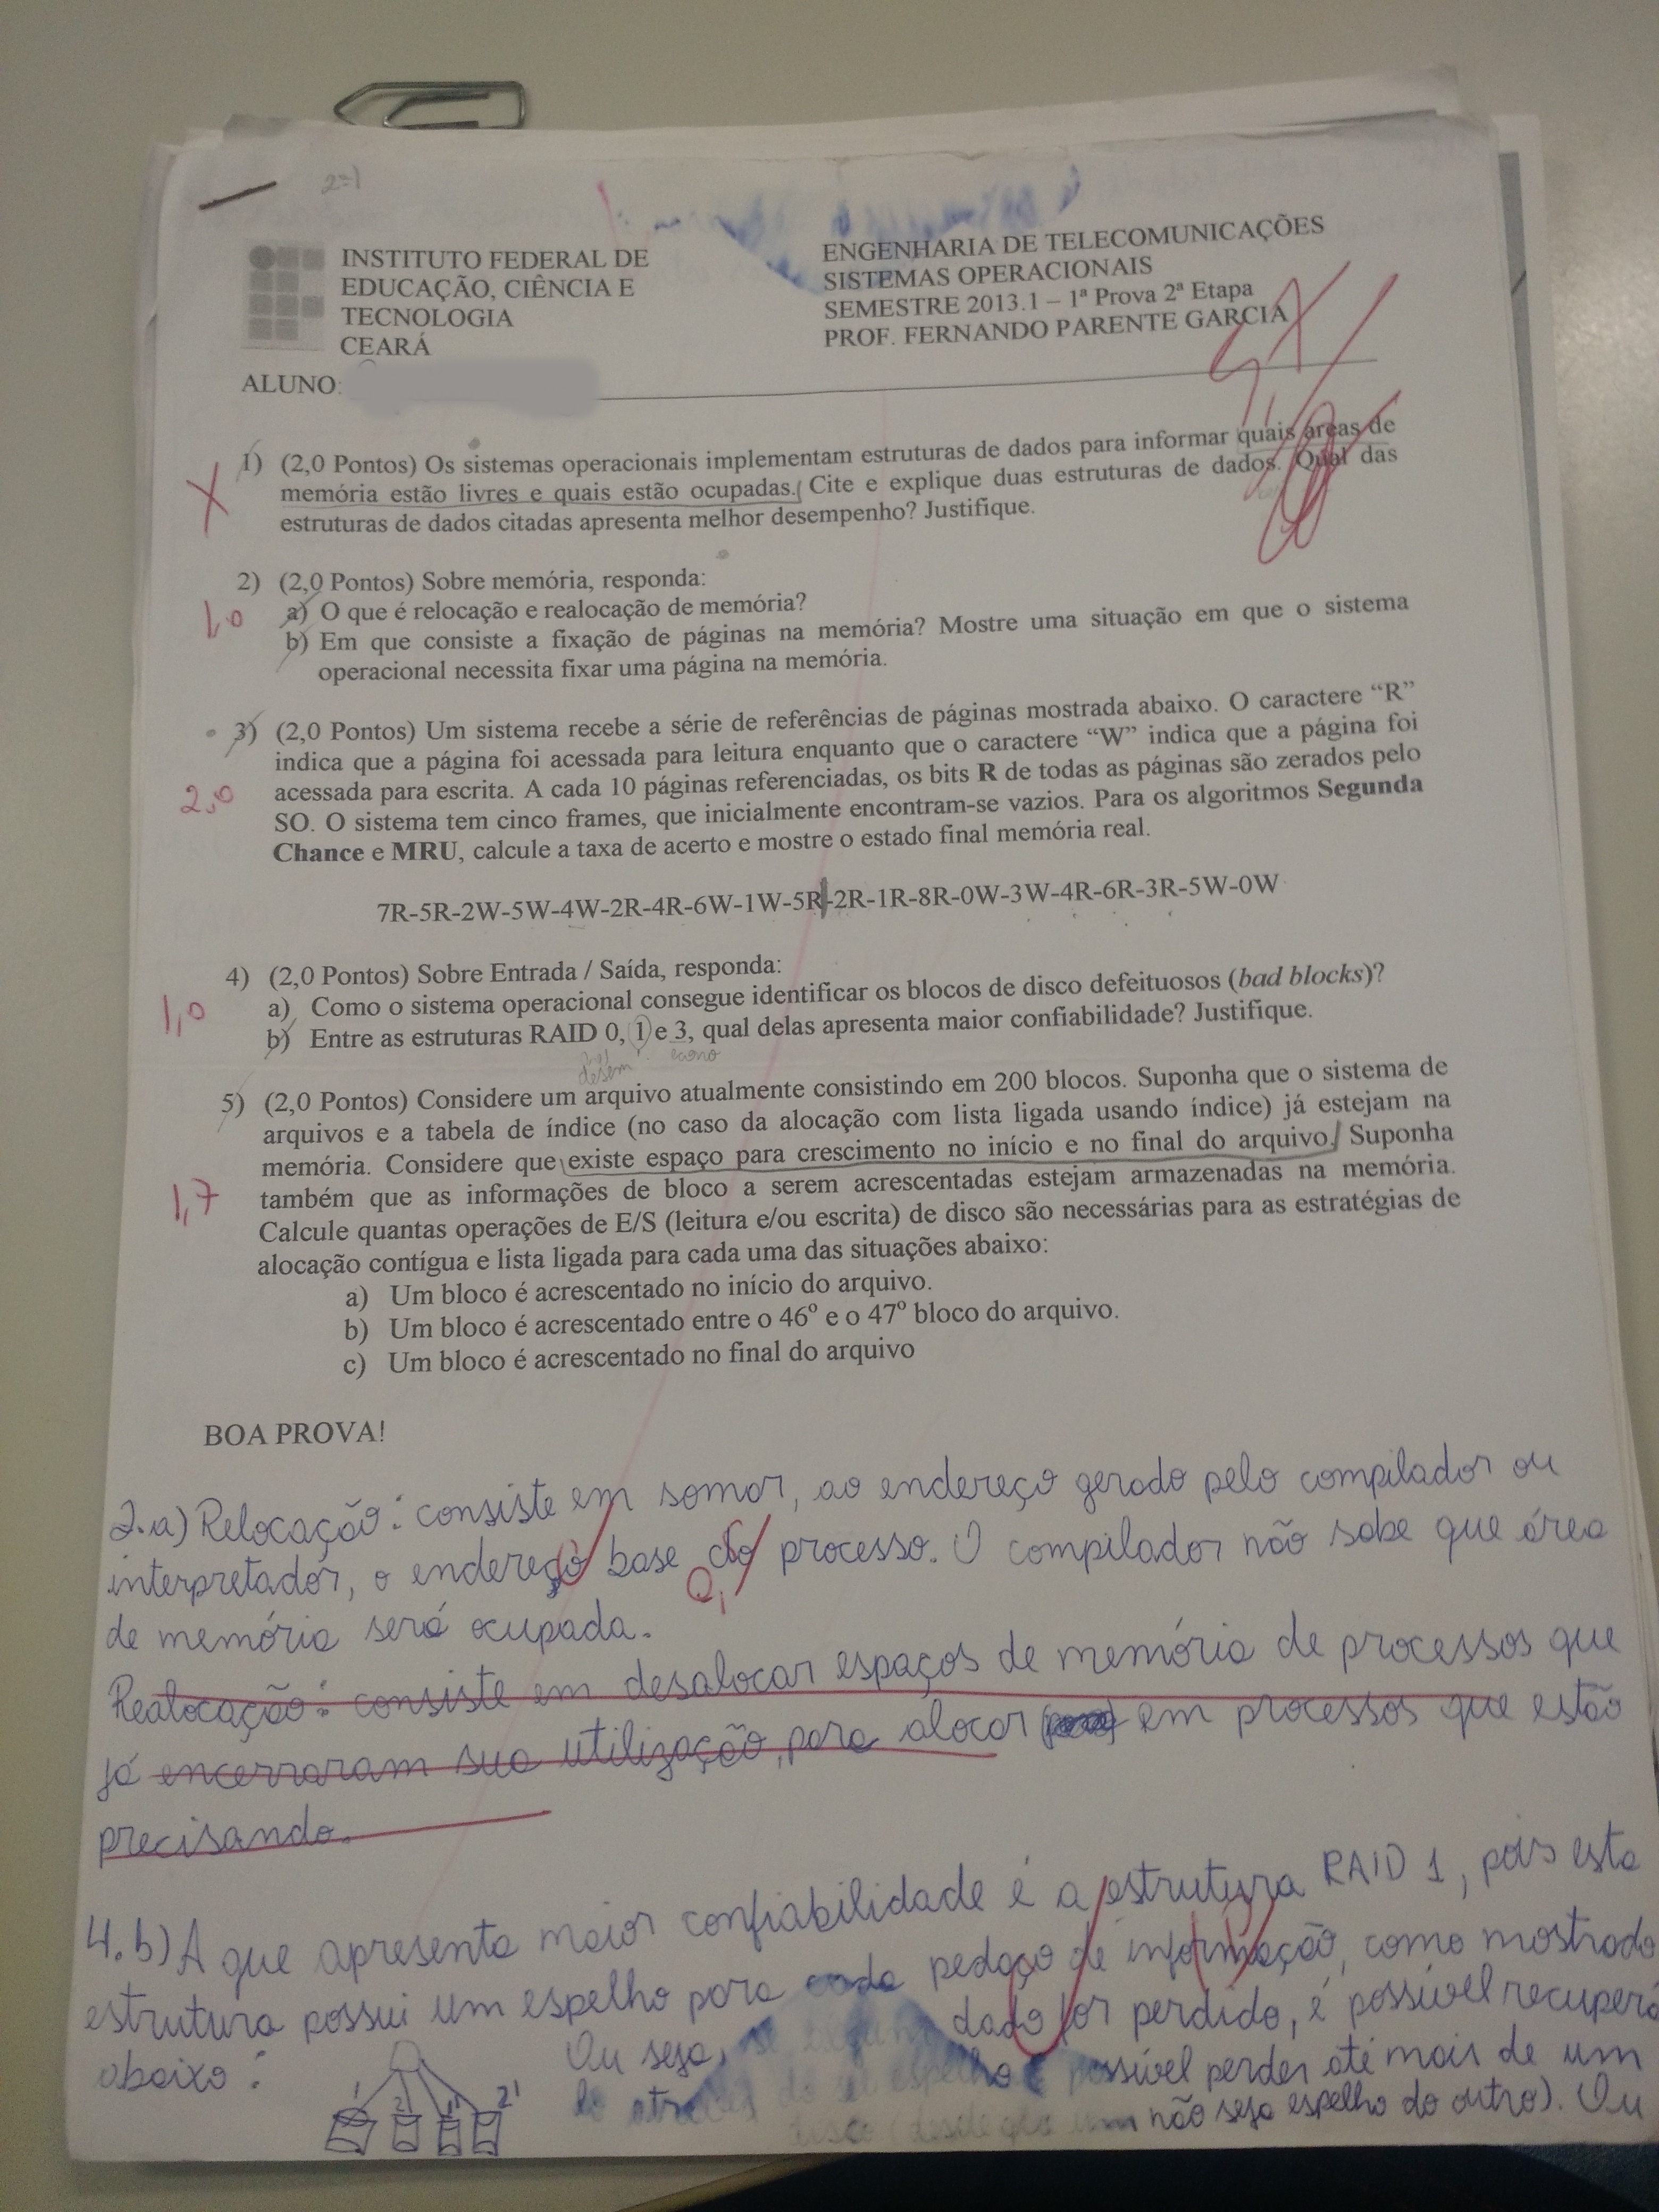 2=1
INSTITUTO FEDERAL DE
EDUCAÇÃO, CIÊNCIA E
TECNOLOGIA
CEARÁ
ENGENHARIA DE TELECOMUNICAÇÕES
SISTEMAS OPERACIONAIS
SEMESTRE 2013.1 – 1ª Prova 2ª Etapa
PROF. FERNANDO PARENTE GARCIA
ALUNO:
1) (2,0 Pontos) Os sistemas operacionais implementam estruturas de dados para informar quais áreas de
memória estão livres e quais estão ocupadas. Cite e explique duas estruturas de dados. Qual das
estruturas de dados citadas apresenta melhor desempenho? Justifique.
2) (2,0 Pontos) Sobre memória, responda:
1,0
a) O que é relocação e realocação de memória?
b) Em que consiste a fixação de páginas na memória? Mostre uma situação em que o sistema
operacional necessita fixar uma página na memória.
3) (2,0 Pontos) Um sistema recebe a série de referências de páginas mostrada abaixo. O caractere “R”
indica que a página foi acessada para leitura enquanto que o caractere “W” indica que a página foi
2,0
acessada para escrita. A cada 10 páginas referenciadas, os bits R de todas as páginas são zerados pelo
SO. O sistema tem cinco frames, que inicialmente encontram-se vazios. Para os algoritmos Segunda
Chance e MRU, calcule a taxa de acerto e mostre o estado final memória real.
7R-5R-2W-5W-4W-2R-4R-6W-1W-5R-2R-1R-8R-0W-3W-4R-6R-3R-5W-0W
4) (2,0 Pontos) Sobre Entrada / Saída, responda:
1,0
a) Como o sistema operacional consegue identificar os blocos de disco defeituosos (bad blocks)?
b) Entre as estruturas RAID 0, 1 e 3, qual delas apresenta maior confiabilidade? Justifique.
desem
5) (2,0 Pontos) Considere um arquivo atualmente consistindo em 200 blocos. Suponha que o sistema de
arquivos e a tabela de índice (no caso da alocação com lista ligada usando índice) já estejam na
memória. Considere que existe espaço para crescimento no início e no final do arquivo. Suponha
1,7
também que as informações de bloco a serem acrescentadas estejam armazenadas na memória.
Calcule quantas operações de E/S (leitura e/ou escrita) de disco são necessárias para as estratégias de
alocação contígua e lista ligada para cada uma das situações abaixo:
a) Um bloco é acrescentado no início do arquivo.
b) Um bloco é acrescentado entre o 46º e o 47º bloco do arquivo.
c) Um bloco é acrescentado no final do arquivo
BOA PROVA!
2.a) Relocação: consiste em somar, ao endereço gerado pelo compilador ou
interpretador, o endereço base do processo. O compilador não sabe que área
de memória será ocupada.
Realocação: consiste em desalocar espaços de memória de processos que
já encerraram sua utilização, para alocar em processos que estão
precisando.
4.b) A que apresenta maior confiabilidade é a estrutura RAID 1, pois esta
estrutura possui um espelho para cada pedaço de informação, como mostrado
abaixo:
Ou seja, se algum dado for perdido, é possível recuperá
lo através do seu espelho é possível perder até mais de um
disco (desde que um não seja espelho do outro). Ou
1 2 1' 2'